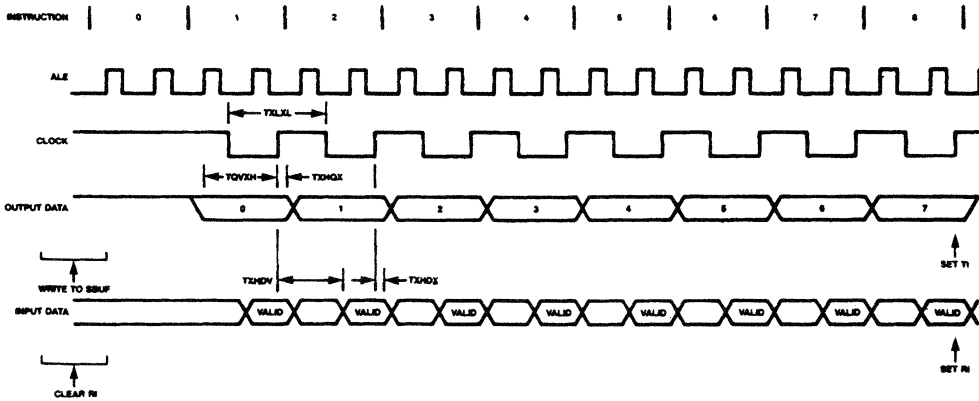 INSTRUCTION 0 1 2 3 4 5 6 7 8
ALE
TXLXL
CLOCK
TQVXH TXHQX
OUTPUT DATA 0 1 2 3 4 5 6 7
WRITE TO SBUF
SET TI
TXHDV TXHDX
INPUT DATA VALID VALID VALID VALID VALID VALID VALID VALID
CLEAR RI
SET RI